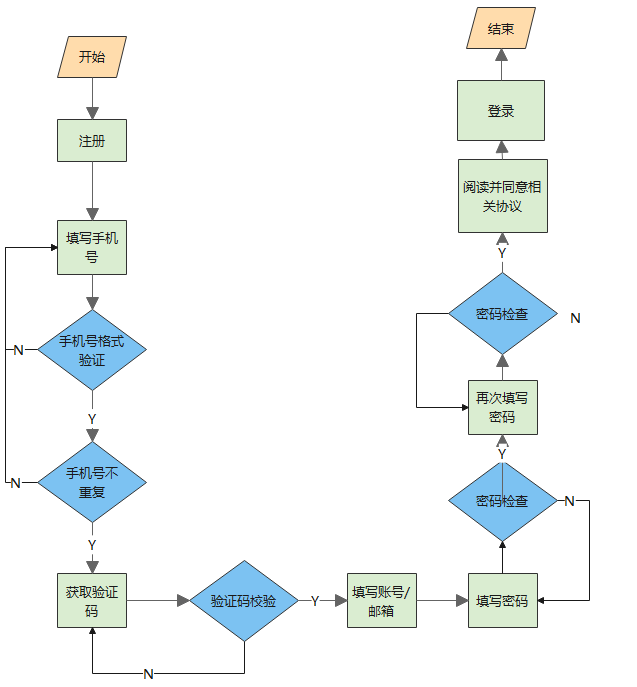 开始
注册
填写手机
号
手机号格式
验证
N
Y
手机号不
重复
N
Y
获取验证
码
验证码校验
N
Y
填写账号/
邮箱
填写密码
密码检查
N
Y
再次填写
密码
密码检查
N
Y
阅读并同意相
关协议
登录
结束